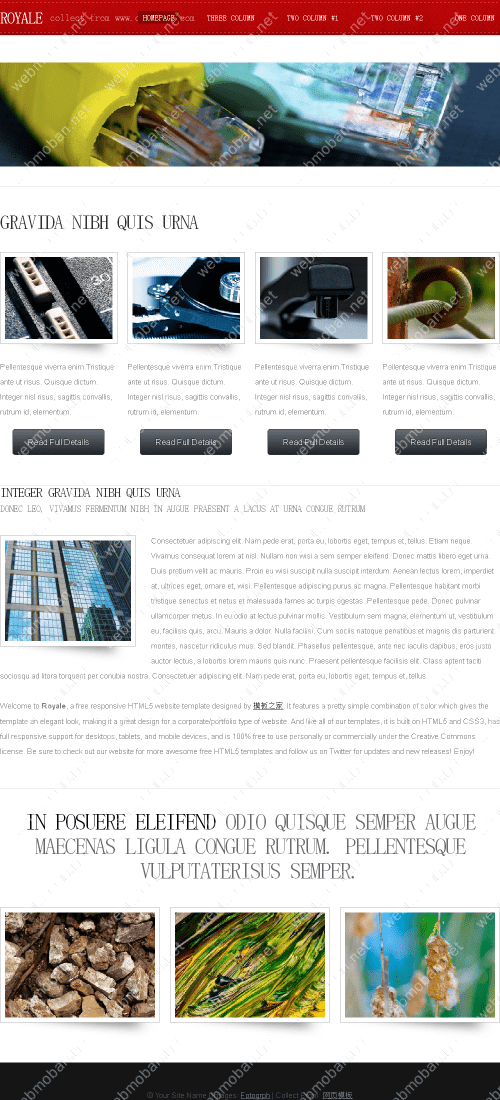 ROYALE collect from www. com HOMEPAGE THREE COLUMN TWO COLUMN #1 TWO COLUMN #2 ONE COLUMN
GRAVIDA NIBH QUIS URNA
Pellentesque viverra enim Tristique
ante ut risus. Quisque dictum.
Integer nisl risus, sagittis convallis,
rutrum id, elementum.
Read Full Details
Pellentesque viverra enim Tristique
ante ut risus. Quisque dictum.
Integer nisl risus, sagittis convallis,
rutrum id, elementum.
Read Full Details
Pellentesque viverra enim Tristique
ante ut risus. Quisque dictum.
Integer nisl risus, sagittis convallis,
rutrum id, elementum.
Read Full Details
Pellentesque viverra enim Tristique
ante ut risus. Quisque dictum.
Integer nisl risus, sagittis convallis,
rutrum id, elementum.
Read Full Details
INTEGER GRAVIDA NIBH QUIS URNA
DONEC LEO, VIVAMUS FERMENTUM NIBH IN AUGUE PRAESENT A LACUS AT URNA CONGUE RUTRUM
Consectetuer adipiscing elit. Nam pede erat, porta eu, lobortis eget, tempus et, tellus. Etiam neque.
Vivamus consequat lorem at nisl. Nullam non wisi a sem semper eleifend. Donec mattis libero eget urna.
Duis pretium velit ac mauris. Proin eu wisi suscipit nulla suscipit interdum. Aenean lectus lorem, imperdiet
at, ultrices eget, ornare et, wisi. Pellentesque adipiscing purus ac magna. Pellentesque habitant morbi
tristique senectus et netus et malesuada fames ac turpis egestas. Pellentesque pede. Donec pulvinar
ullamcorper metus. In eu odio at lectus pulvinar mollis. Vestibulum sem magna, elementum ut, vestibulum
eu, facilisis quis, arcu. Mauris a dolor. Nulla facilisi. Cum sociis natoque penatibus et magnis dis parturient
montes, nascetur ridiculus mus. Sed blandit. Phasellus pellentesque, ante nec iaculis dapibus, eros justo
auctor lectus, a lobortis lorem mauris quis nunc. Praesent pellentesque facilisis elit. Class aptent taciti
sociosqu ad litora torquent per conubia nostra. Consectetuer adipiscing elit. Nam pede erat, porta eu, lobortis eget, tempus et, tellus.
Welcome to Royale, a free responsive HTML5 website template designed by 模板之家. It features a pretty simple combination of color which gives the
template an elegant look, making it a great design for a corporate/portfolio type of website. And like all of our templates, it is built on HTML5 and CSS3, has
full responsive support for desktops, tablets, and mobile devices, and is 100% free to use personally or commercially under the Creative Commons
license. Be sure to check out our website for more awesome free HTML5 templates and follow us on Twitter for updates and new releases! Enjoy!
IN POSUERE ELEIFEND ODIO QUISQUE SEMPER AUGUE
MAECENAS LIGULA CONGUE RUTRUM. PELLENTESQUE
VULPUTATERISUS SEMPER.
© Your Site Name Images: Fotogrph | Collect from 网页模板
webmoban.net